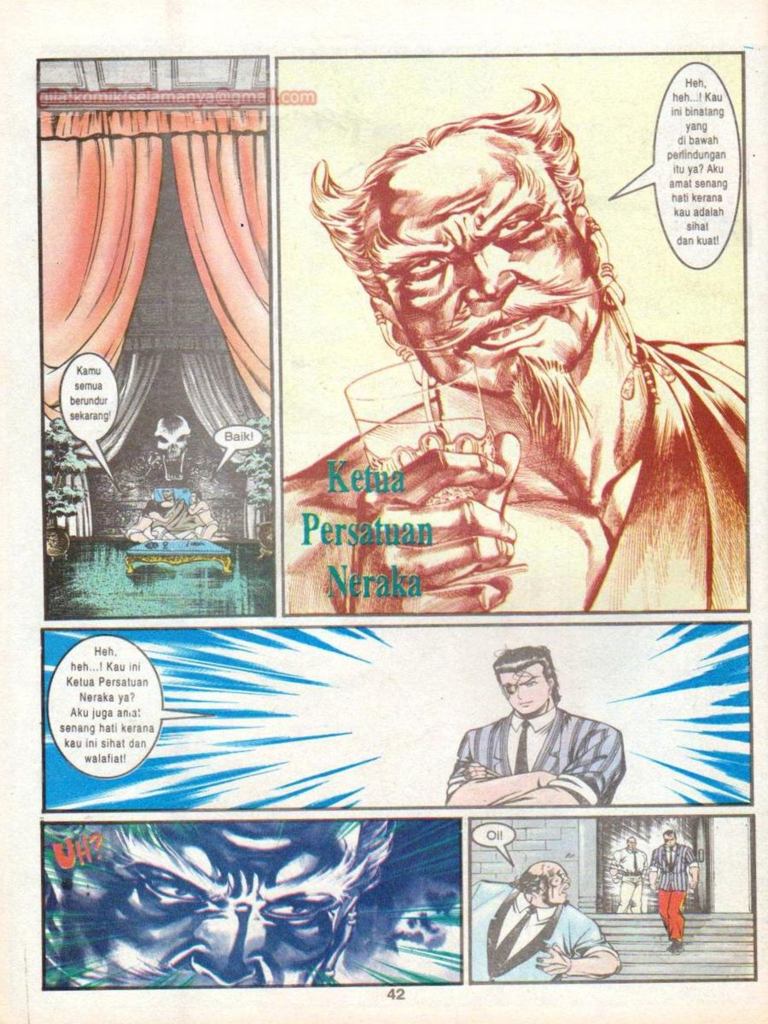 gilakomikselamanya@gmail.com
Kamu
semua
berundur
sekarang!
Baik!
Heh,
heh...! Kau
ini binatang
yang
di bawah
perlindungan
itu ya? Aku
amat senang
hati kerana
kau adalah
sihat
dan kuat!
Ketua
Persatuan
Neraka
Heh,
heh...! Kau ini
Ketua Persatuan
Neraka ya?
Aku juga amat
senang hati kerana
kau ini sihat dan
walafiat!
UH?
Oi!
42